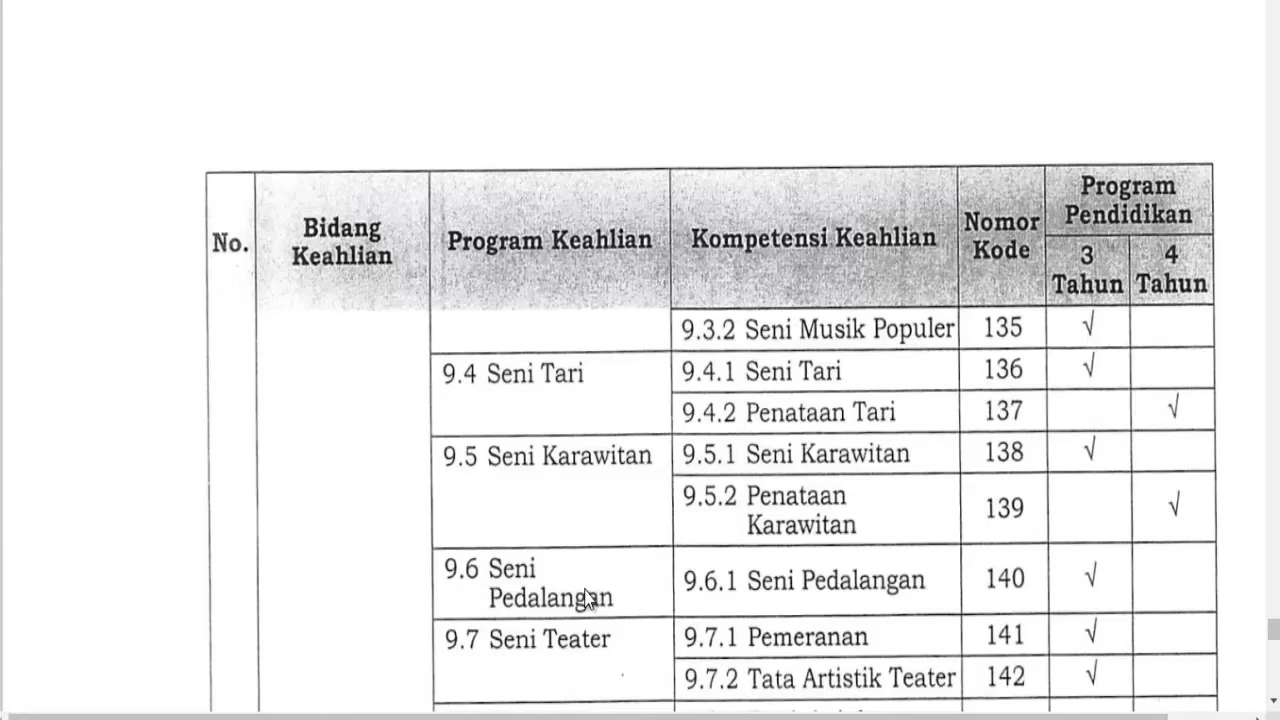 No.
Bidang
Keahlian
Program Keahlian
Kompetensi Keahlian
Nomor
Kode
Program
Pendidikan
3
Tahun
4
Tahun
9.3.2 Seni Musik Populer 135 √
9.4 Seni Tari 9.4.1 Seni Tari 136 √
9.4.2 Penataan Tari 137 √
9.5 Seni Karawitan 9.5.1 Seni Karawitan 138 √
9.5.2 Penataan
Karawitan 139 √
9.6 Seni
Pedalangan 9.6.1 Seni Pedalangan 140 √
9.7 Seni Teater 9.7.1 Pemeranan 141 √
9.7.2 Tata Artistik Teater 142 √